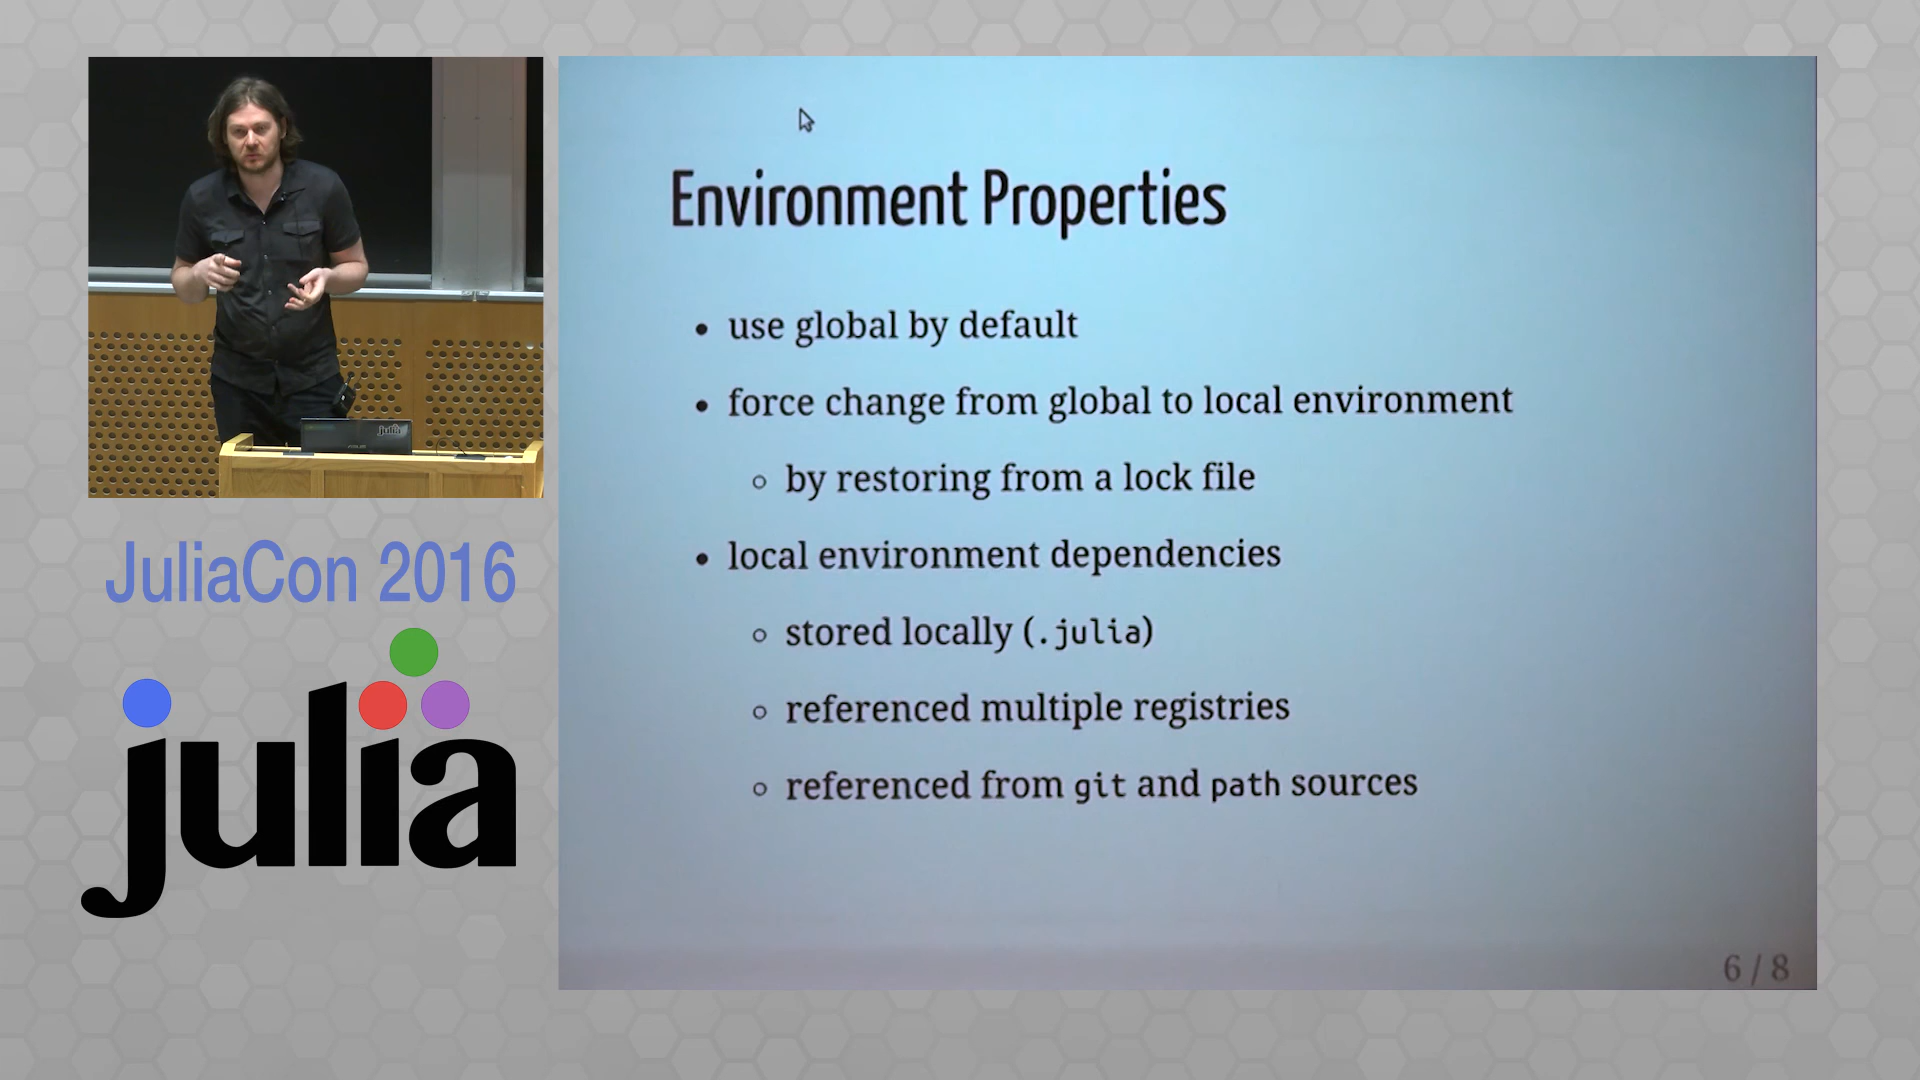 Environment Properties
use global by default
force change from global to local environment
by restoring from a lock file
local environment dependencies
stored locally (.julia)
referenced multiple registries
referenced from git and path sources
6 / 8
julia
JuliaCon 2016
julia